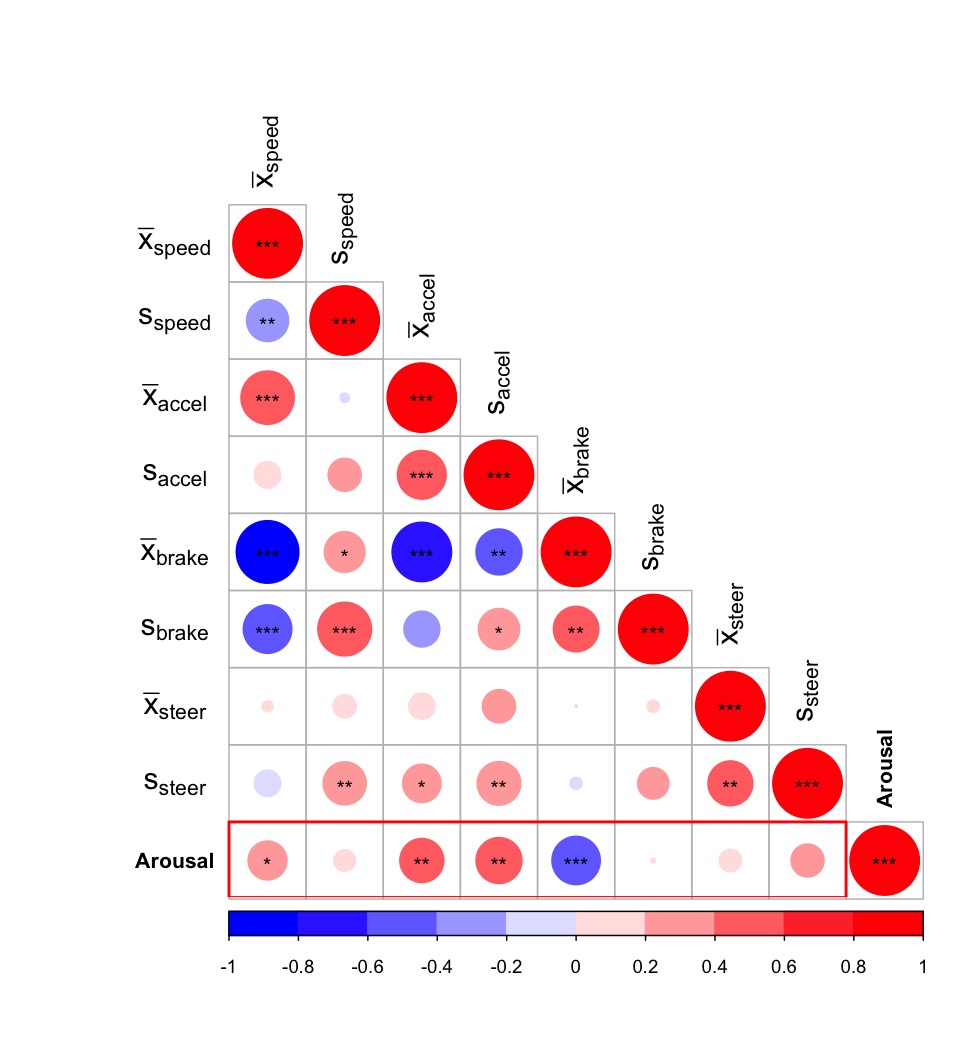 x̄speed
sspeed
x̄accel
saccel
x̄brake
sbrake
x̄steer
ssteer
Arousal
x̄speed ***
sspeed ** ***
x̄accel *** ***
saccel *** ***
x̄brake *** * *** ** ***
sbrake *** *** * ** ***
x̄steer ***
ssteer ** * ** ** ***
Arousal * ** ** *** ***
-1 -0.8 -0.6 -0.4 -0.2 0 0.2 0.4 0.6 0.8 1